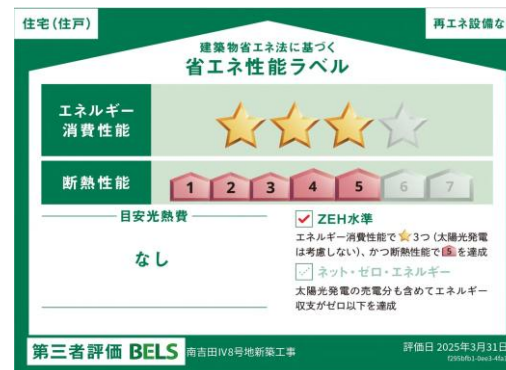 住宅(住戸)
再エネ設備な
建築物省エネ法に基づく
省エネ性能ラベル
エネルギー
消費性能
断熱性能
1 2 3 4 5 6 7
目安光熱費
なし
ZEH水準
エネルギー消費性能で⭐3つ(太陽光発電
は考慮しない)、かつ断熱性能で5を達成
ネット・ゼロ・エネルギー
太陽光発電の売電分も含めてエネルギー
収支がゼロ以下を達成
第三者評価 BELS 南吉田Ⅳ8号地新築工事
評価日 2025年3月31日